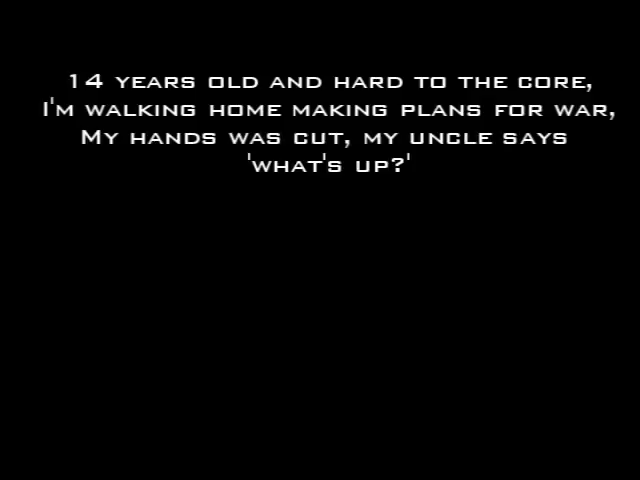 14 YEARS OLD AND HARD TO THE CORE,
I'M WALKING HOME MAKING PLANS FOR WAR,
MY HANDS WAS CUT, MY UNCLE SAYS
'WHAT'S UP?'